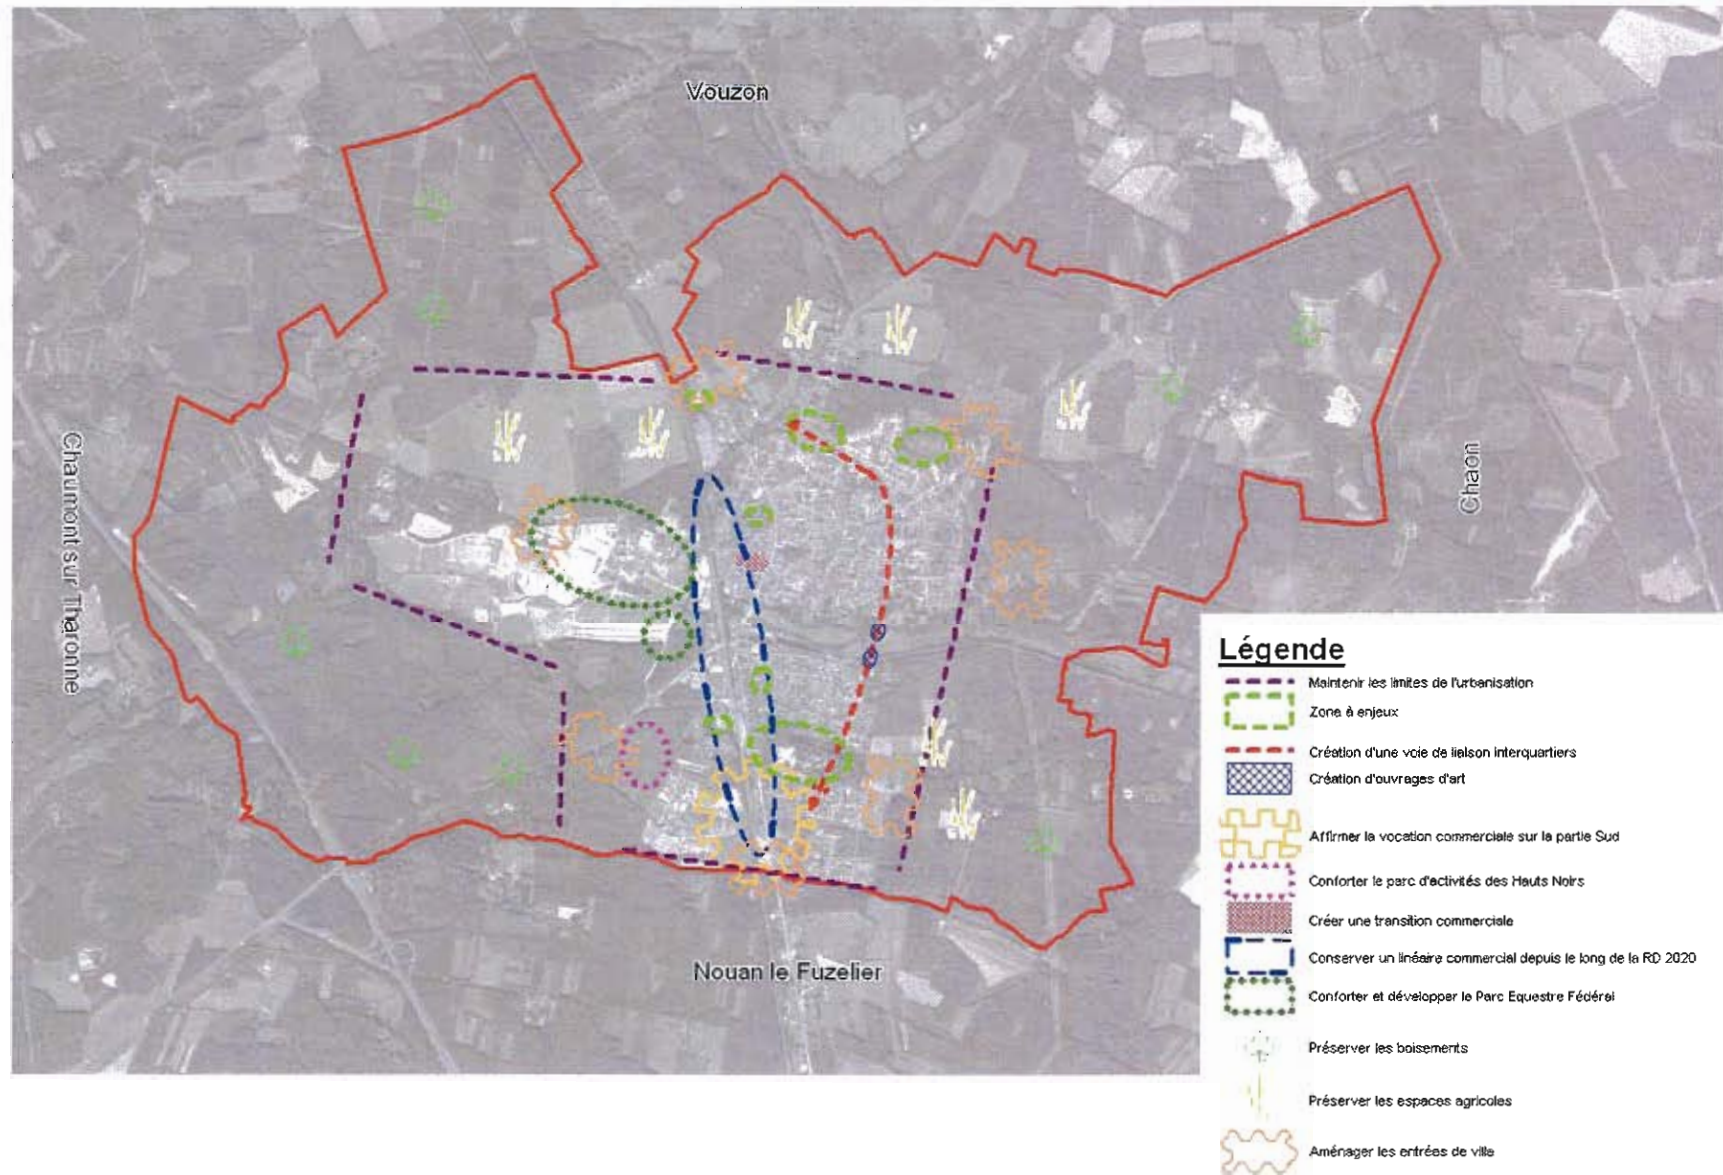 Vouzon
Chaumont sur Tharonne
Chaon
Nouan le Fuzelier
Légende
Maintenir les limites de l'urbanisation
Zone à enjeux
Création d'une voie de liaison interquartiers
Création d'ouvrages d'art
Affirmer la vocation commerciale sur la partie Sud
Conforter le parc d'activités des Hauts Noirs
Créer une transition commerciale
Conserver un linéaire commercial depuis le long de la RD 2020
Conforter et développer le Parc Equestre Fédéral
Préserver les boisements
Préserver les espaces agricoles
Aménager les entrées de ville